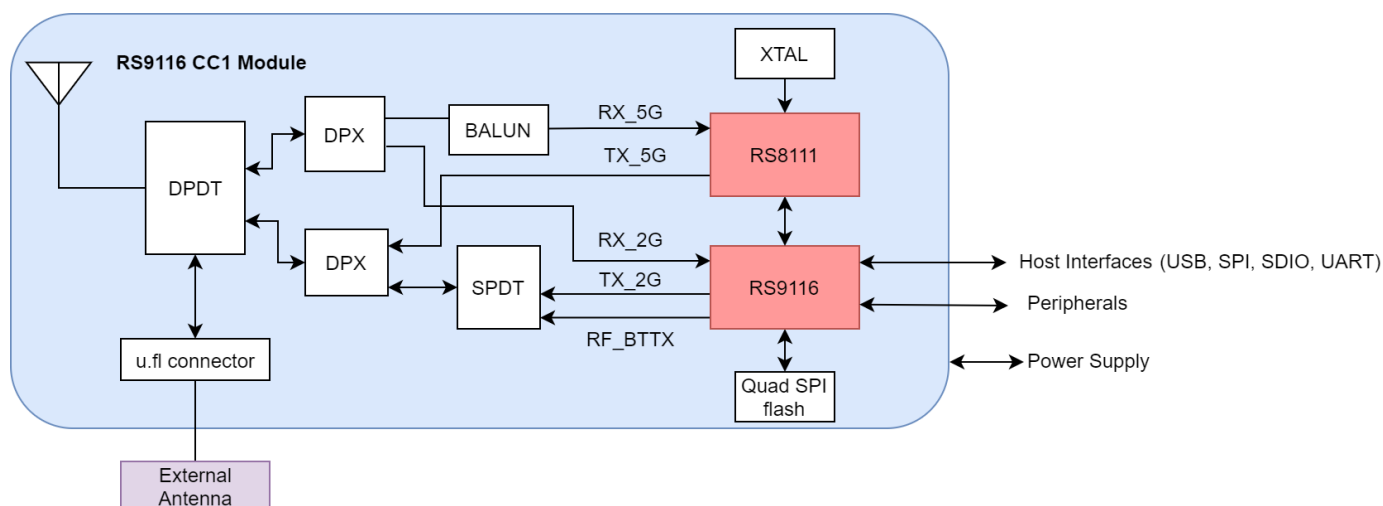 XTAL
RS9116 CC1 Module
DPX
BALUN
RX_5G
RS8111
TX_5G
DPDT
DPX
SPDT
RX_2G
TX_2G
RF_BTTX
RS9116
Host Interfaces (USB, SPI, SDIO, UART)
Peripherals
Power Supply
u.fl connector
Quad SPI
flash
External
Antenna